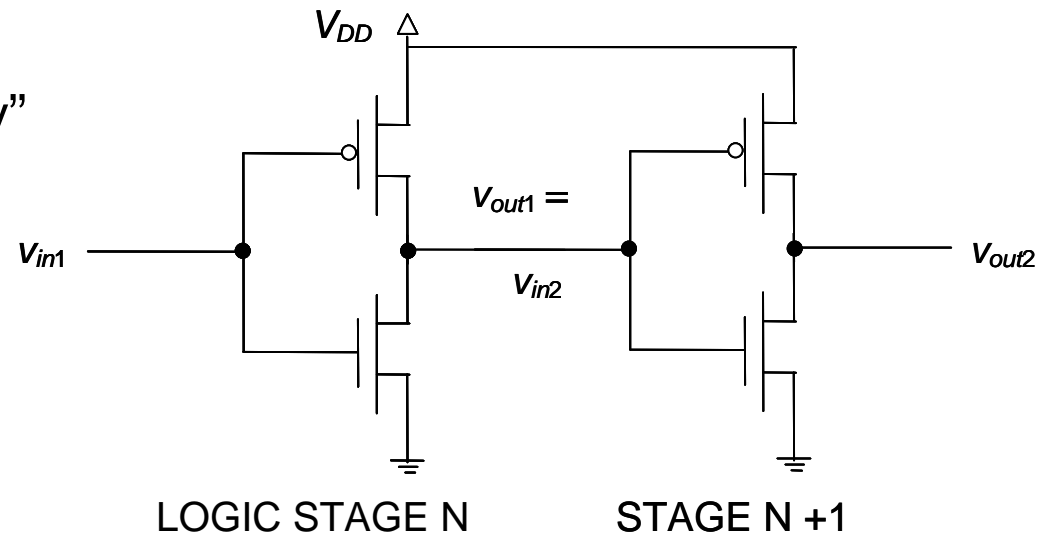 V_DD
y”
v_out1 =
v_in1
v_in2
v_out2
LOGIC STAGE N
STAGE N +1